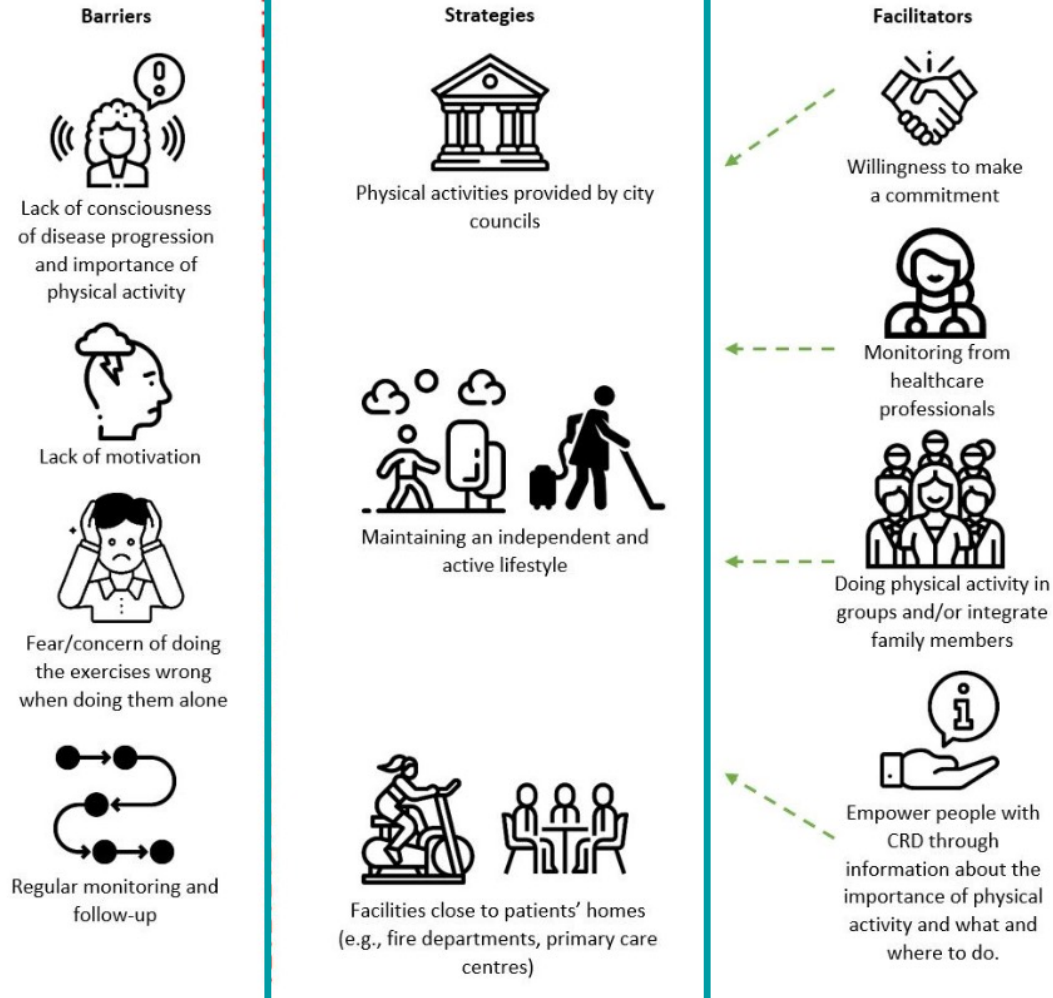 Barriers
Lack of consciousness
of disease progression
and importance of
physical activity
Lack of motivation
Fear/concern of doing
the exercises wrong
when doing them alone
Regular monitoring and
follow-up
Strategies
Physical activities provided by city
councils
Maintaining an independent and
active lifestyle
Facilities close to patients’ homes
(e.g., fire departments, primary care
centres)
Facilitators
Willingness to make
a commitment
Monitoring from
healthcare
professionals
Doing physical activity in
groups and/or integrate
family members
Empower people with
CRD through
information about the
importance of physical
activity and what and
where to do.